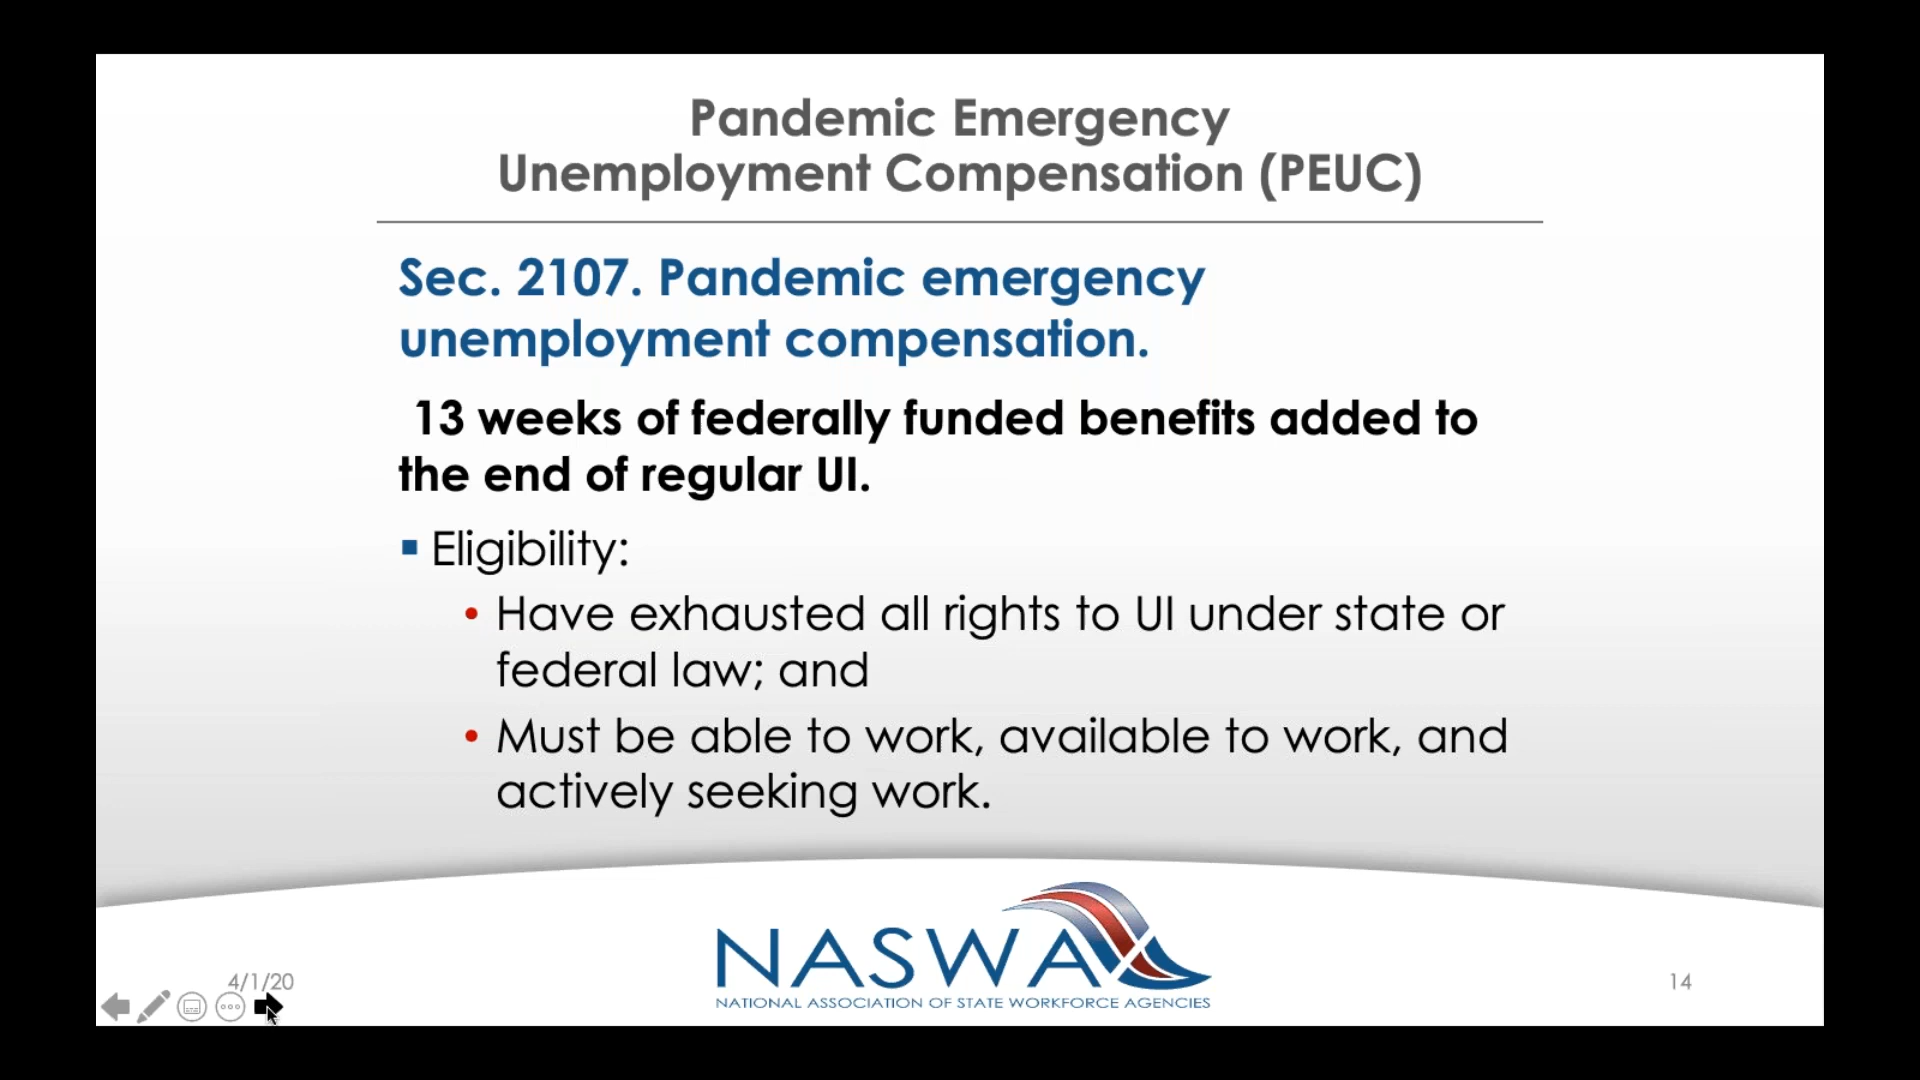 Pandemic Emergency
Unemployment Compensation (PEUC)
Sec. 2107. Pandemic emergency
unemployment compensation.
13 weeks of federally funded benefits added to
the end of regular UI.
Eligibility:
Have exhausted all rights to UI under state or
federal law; and
Must be able to work, available to work, and
actively seeking work.
NASWA
NATIONAL ASSOCIATION OF STATE WORKFORCE AGENCIES
4/1/20
14